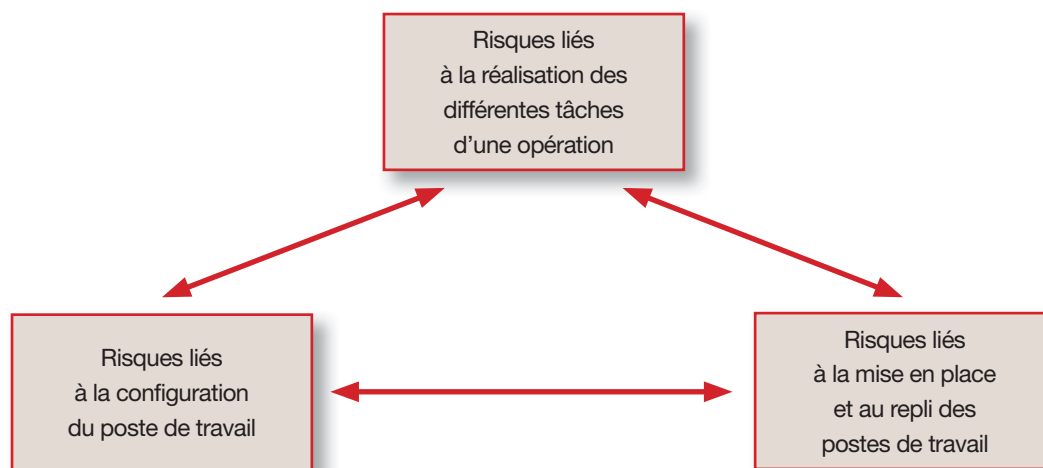 Risques liés
à la réalisation des
différentes tâches
d'une opération
Risques liés
à la configuration
du poste de travail
Risques liés
à la mise en place
et au repli des
postes de travail